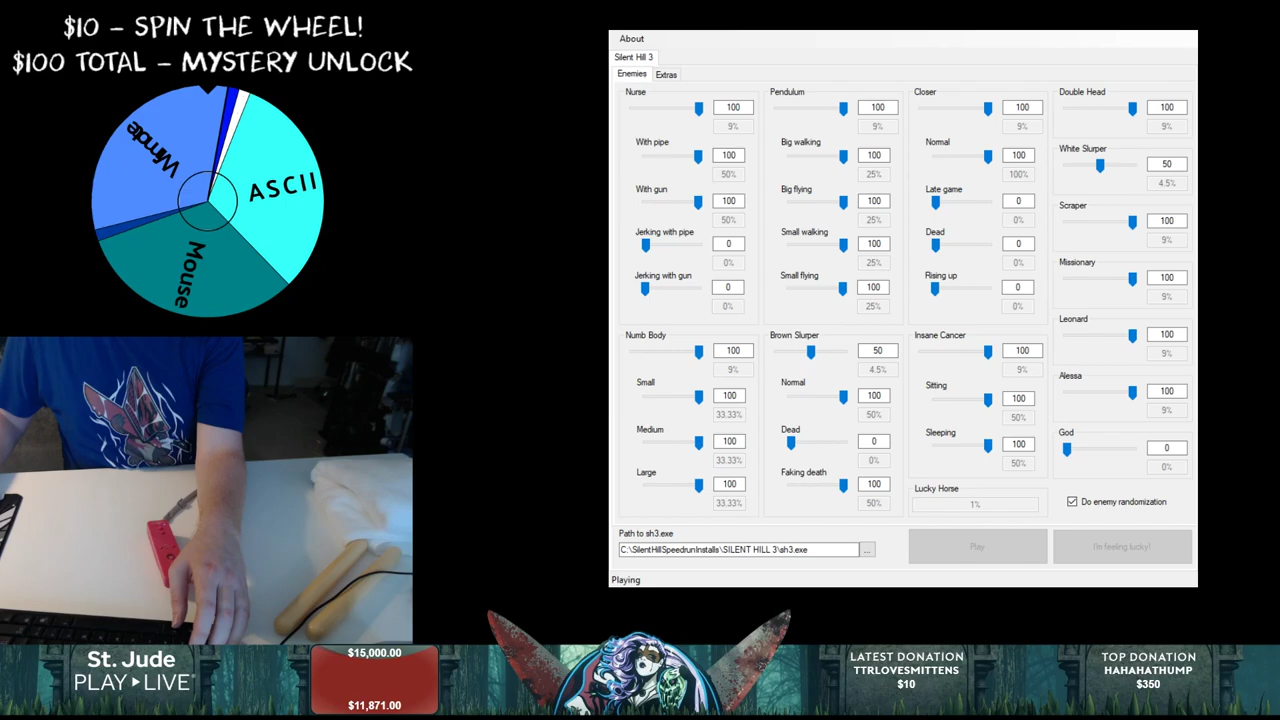 $10 - SPIN THE WHEEL!
$100 TOTAL - MYSTERY UNLOCK
Wiimote
ASCII
Mouse
About
Silent Hill 3
Enemies
Extras
Nurse
100
9%
With pipe
100
50%
With gun
100
50%
Jerking with pipe
0
0%
Jerking with gun
0
0%
Pendulum
100
9%
Big walking
100
25%
Big flying
100
25%
Small walking
100
25%
Small flying
100
25%
Closer
100
9%
Normal
100
100%
Late game
0
0%
Dead
0
0%
Rising up
0
0%
Double Head
100
9%
White Slurper
50
4.5%
Scraper
100
9%
Missionary
100
9%
Leonard
100
9%
Alessa
100
9%
God
0
0%
Numb Body
100
9%
Small
100
33.33%
Medium
100
33.33%
Large
100
33.33%
Brown Slurper
50
4.5%
Normal
100
50%
Dead
0
0%
Faking death
100
50%
Insane Cancer
100
9%
Sitting
100
50%
Sleeping
100
50%
Lucky Horse
1%
Do enemy randomization
Path to sh3.exe
C:\SilentHillSpeedrunInstalls\SILENT HILL 3\sh3.exe
...
Play
I'm feeling lucky!
Playing
St. Jude
PLAY LIVE
$15,000.00
$11,871.00
LATEST DONATION
TTRLOVESMITTENS
$10
TOP DONATION
HAHAHATHUMP
$350